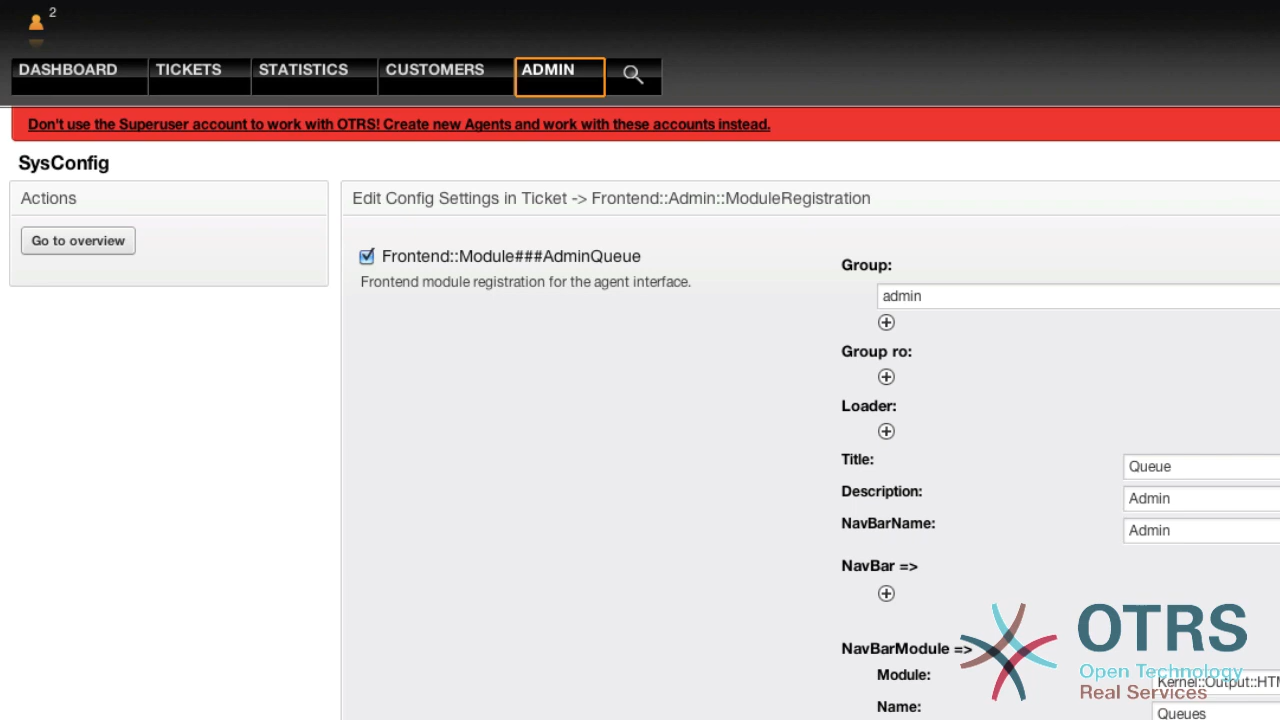 2
DASHBOARD TICKETS STATISTICS CUSTOMERS ADMIN
Don't use the Superuser account to work with OTRS! Create new Agents and work with these accounts instead.
SysConfig
Actions
Go to overview
Edit Config Settings in Ticket -> Frontend::Admin::ModuleRegistration
Frontend::Module###AdminQueue
Frontend module registration for the agent interface.
Group:
admin
Group ro:
Loader:
Title: Queue
Description: Admin
NavBarName: Admin
NavBar =>
NavBarModule =>
Module: Kernel::Output::HTM
Name: Queues
OTRS
Open Technology
Real Services